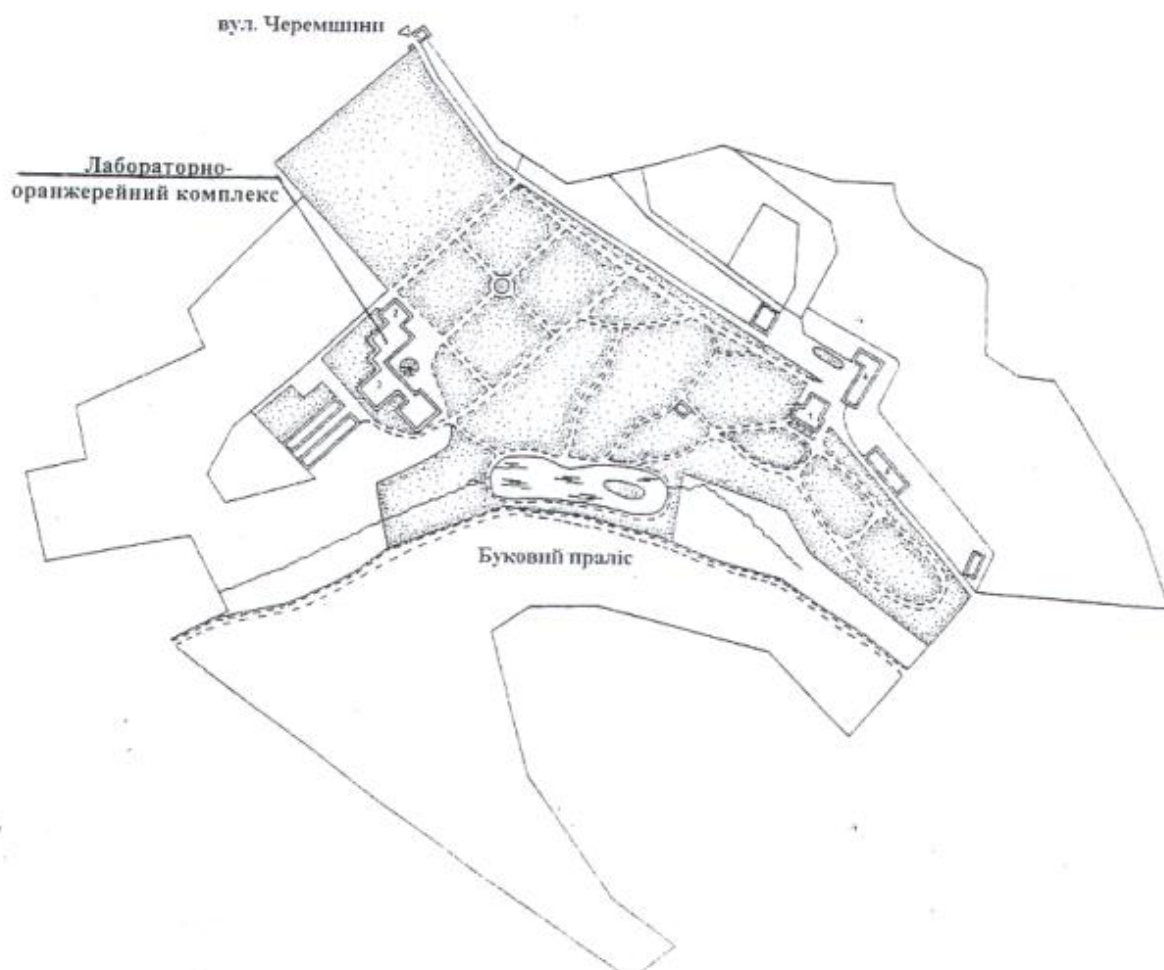 вул. Черемшини
Лабораторно-
оранжерейний комплекс
Буковий праліс